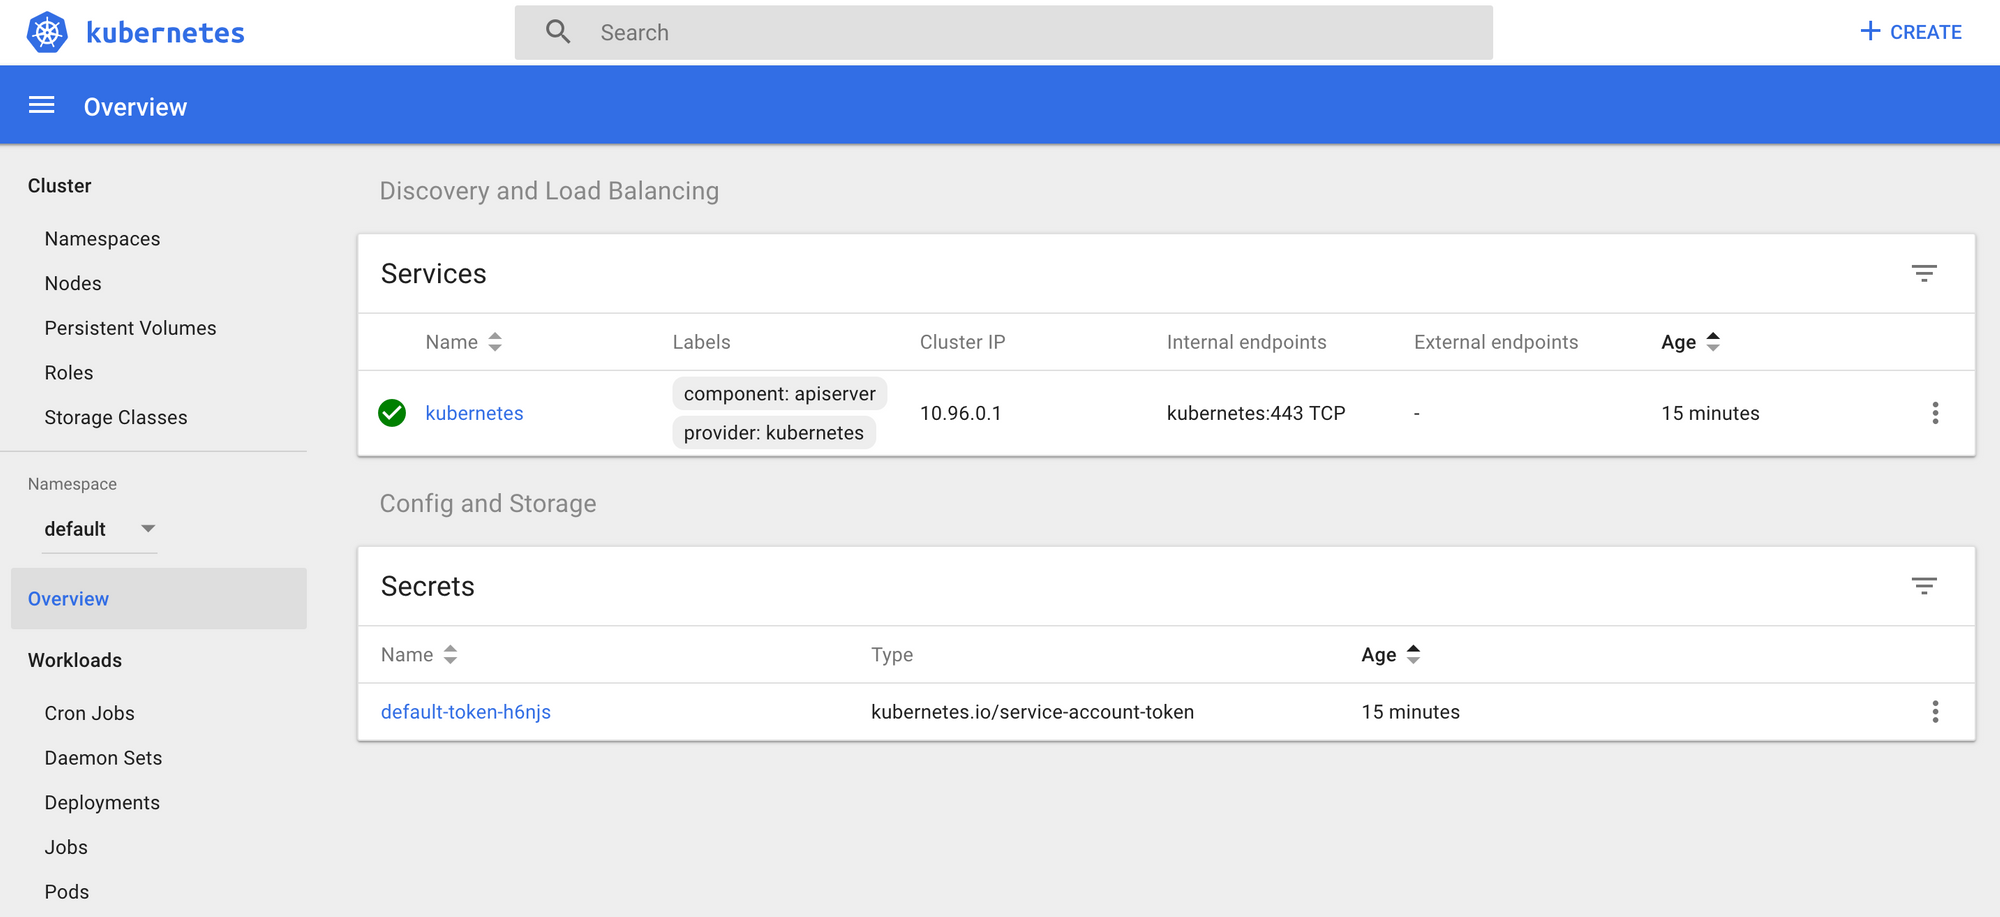 kubernetes
Search
CREATE
Overview
Cluster
Namespaces
Nodes
Persistent Volumes
Roles
Storage Classes
Namespace
default
Overview
Workloads
Cron Jobs
Daemon Sets
Deployments
Jobs
Pods
Discovery and Load Balancing
Services
Name Labels Cluster IP Internal endpoints External endpoints Age
kubernetes component: apiserver 10.96.0.1 kubernetes:443 TCP - 15 minutes
provider: kubernetes
Config and Storage
Secrets
Name Type Age
default-token-h6njs kubernetes.io/service-account-token 15 minutes